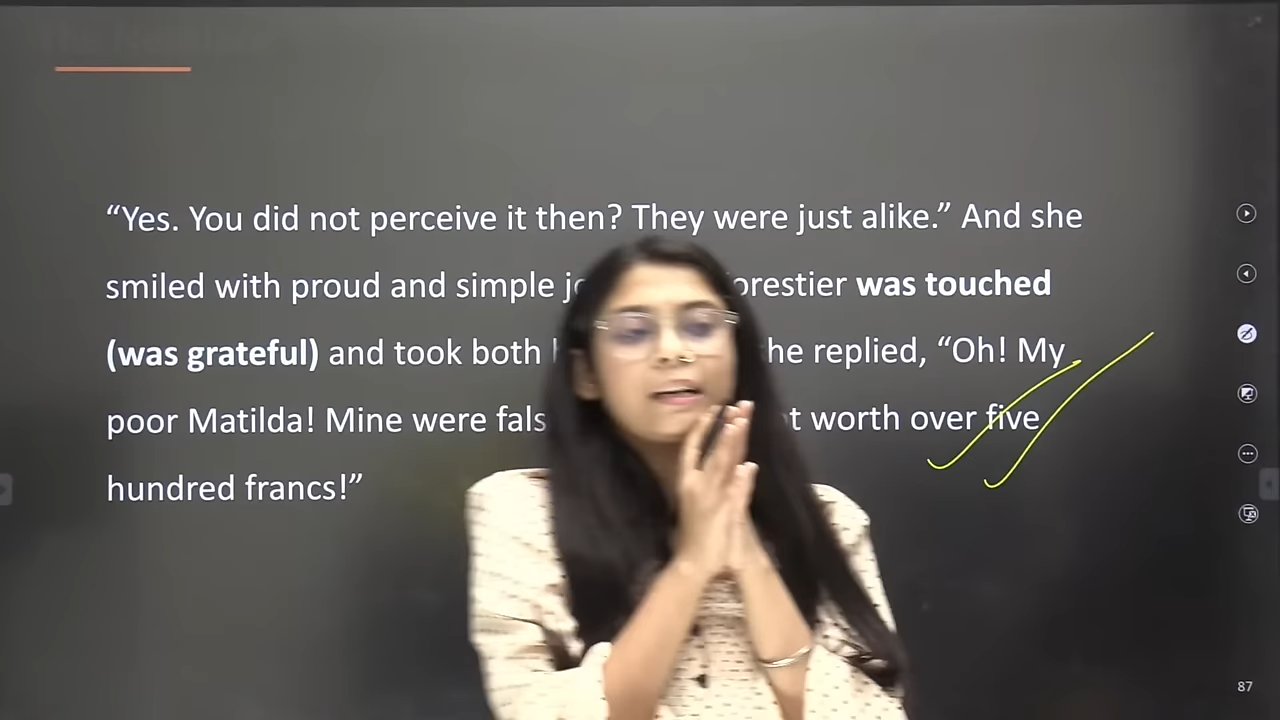 The Necklace
“Yes. You did not perceive it then? They were just alike.” And she
smiled with proud and simple orestier was touched
(was grateful) and took both he replied, “Oh! My
poor Matilda! Mine were fals t worth over five
hundred francs!”
87